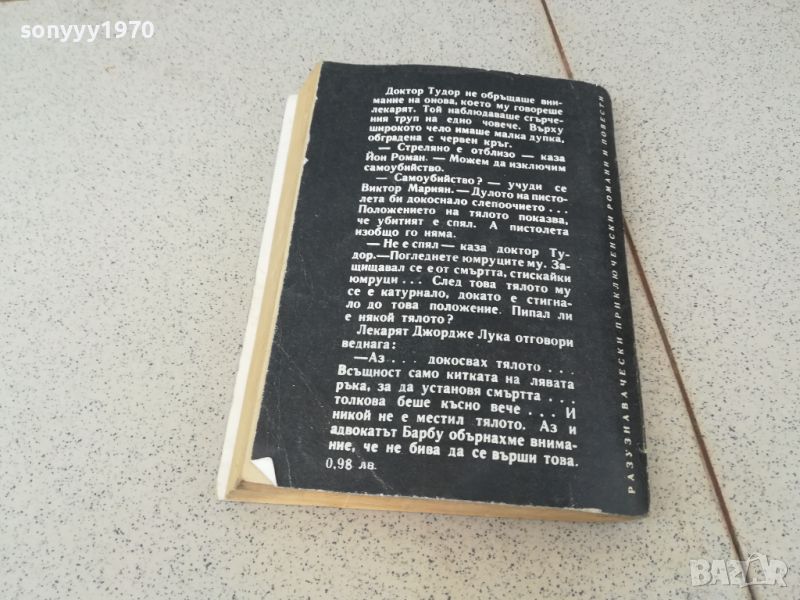 sonyyy1970
Доктор Тудор не обръщаше вни-
мание на онова, което му говореше
лекарят. Той наблюдаваше сгърче-
ния труп на едно човече. Върху
широкото чело имаше малка дупка,
обградена с червен кръг.
— Стреляно е отблизо — каза
Йон Роман. — Можем да изключим
самоубийство.
— Самоубийство? — учуди се
Виктор Мариян. — Дулото на писто-
лета би докоснало слепоочието...
Положението на тялото показва,
че убитият е спял. А пистолета
изобщо го няма.
— Не е спял — каза доктор Ту-
дор. — Погледнете юмруците му. За-
щищавал се е от смъртта, стискайки
юмруци... След това тялото му
се е катурнало, докато е стигна-
ло до това положение. Пипал ли
е някой тялото?
Лекарят Джордже Лука отговори
веднага:
— Аз... докосвах тялото...
Всъщност само китката на лявата
ръка, за да установя смъртта...
толкова беше късно вече... И
никой не е местил тялото. Аз и
адвокатът Барбу обърнахме внима-
ние, че не бива да се върши това.
0,98 лв.
РАЗУЗНАВАЧЕСКИ ПРИКЛЮЧЕНСКИ РОМАНИ И ПОВЕСТИ
BAZAR